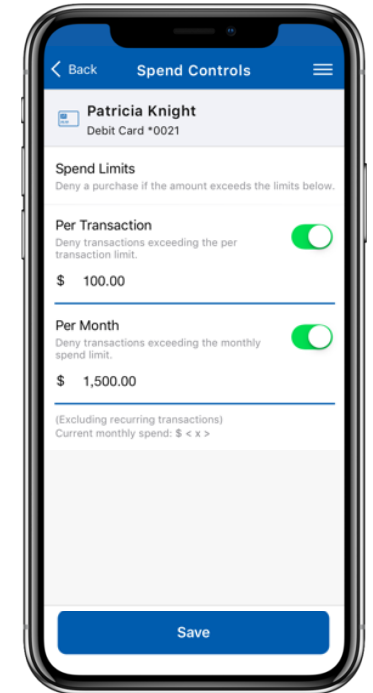 Back
Spend Controls
Patricia Knight
Debit Card *0021
Spend Limits
Deny a purchase if the amount exceeds the limits below.
Per Transaction
Deny transactions exceeding the per
transaction limit.
$ 100.00
Per Month
Deny transactions exceeding the monthly
spend limit.
$ 1,500.00
(Excluding recurring transactions)
Current monthly spend: $ < x >
Save